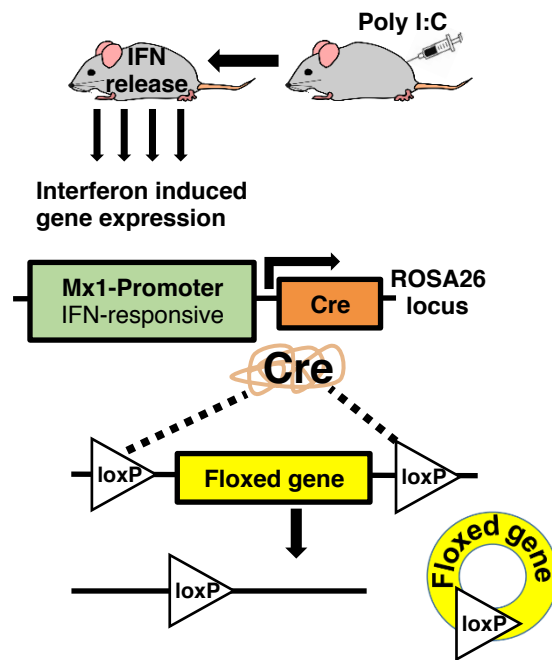 Poly I:C
IFN
release
Interferon induced
gene expression
Mx1-Promoter
IFN-responsive
Cre
ROSA26
locus
Cre
loxP
Floxed gene
loxP
loxP
Floxed gene
loxP